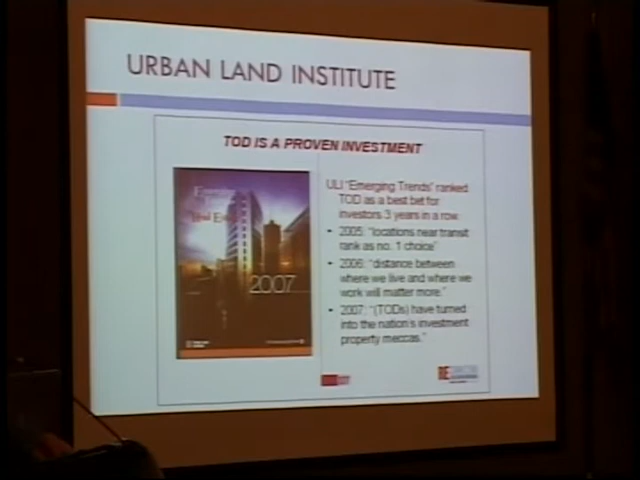 URBAN LAND INSTITUTE
TOD IS A PROVEN INVESTMENT
Emerging
2007
ULI "Emerging Trends" ranked
TOD as a best bet for
investors 3 years in a row
• 2005: "locations near transit
rank as no. 1 choice"
• 2006: "distance between
where we live and where we
work will matter more."
• 2007: "(TODs) have turned
into the nation's investment
property meccas."